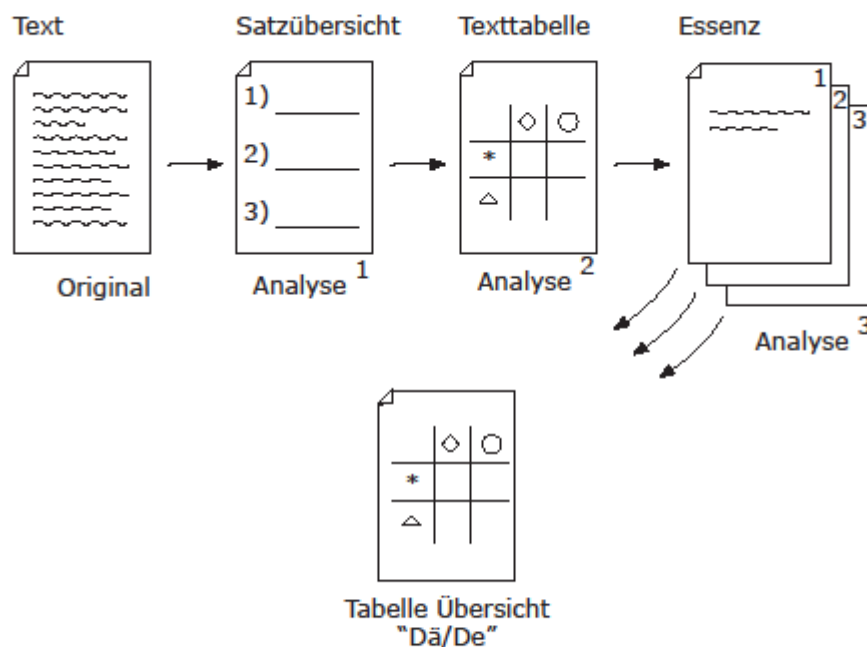 Text Satzübersicht Texttabelle Essenz
1)
2)
3)
*
1
2
3
Original
Analyse 1
Analyse 2
Analyse 3
*
Tabelle Übersicht
"Dä/De"